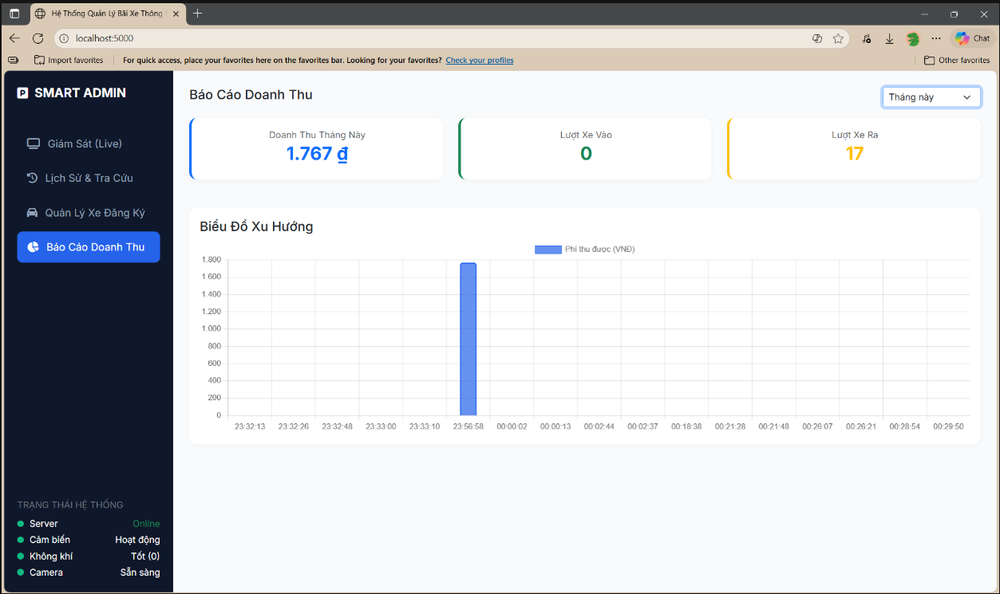 Hệ Thống Quản Lý Bãi Xe Thông
localhost:5000
Chat
Import favorites
For quick access, place your favorites here on the favorites bar. Looking for your favorites? Check your profiles
Other favorites
P SMART ADMIN
Giám Sát (Live)
Lịch Sử & Tra Cứu
Quản Lý Xe Đăng Ký
Báo Cáo Doanh Thu
Báo Cáo Doanh Thu
Tháng này
Doanh Thu Tháng Này
1.767 ₫
Lượt Xe Vào
0
Lượt Xe Ra
17
Biểu Đồ Xu Hướng
Phí thu được (VNĐ)
1.800
1.600
1.400
1.200
1.000
800
600
400
200
0
23:32:13 23:32:26 23:32:48 23:33:00 23:33:10 23:56:58 00:00:02 00:00:13 00:02:44 00:02:37 00:18:38 00:21:28 00:21:48 00:26:07 00:26:21 00:28:54 00:29:50
TRẠNG THÁI HỆ THỐNG
Server Online
Cảm biến Hoạt động
Không khí Tốt (0)
Camera Sẵn sàng